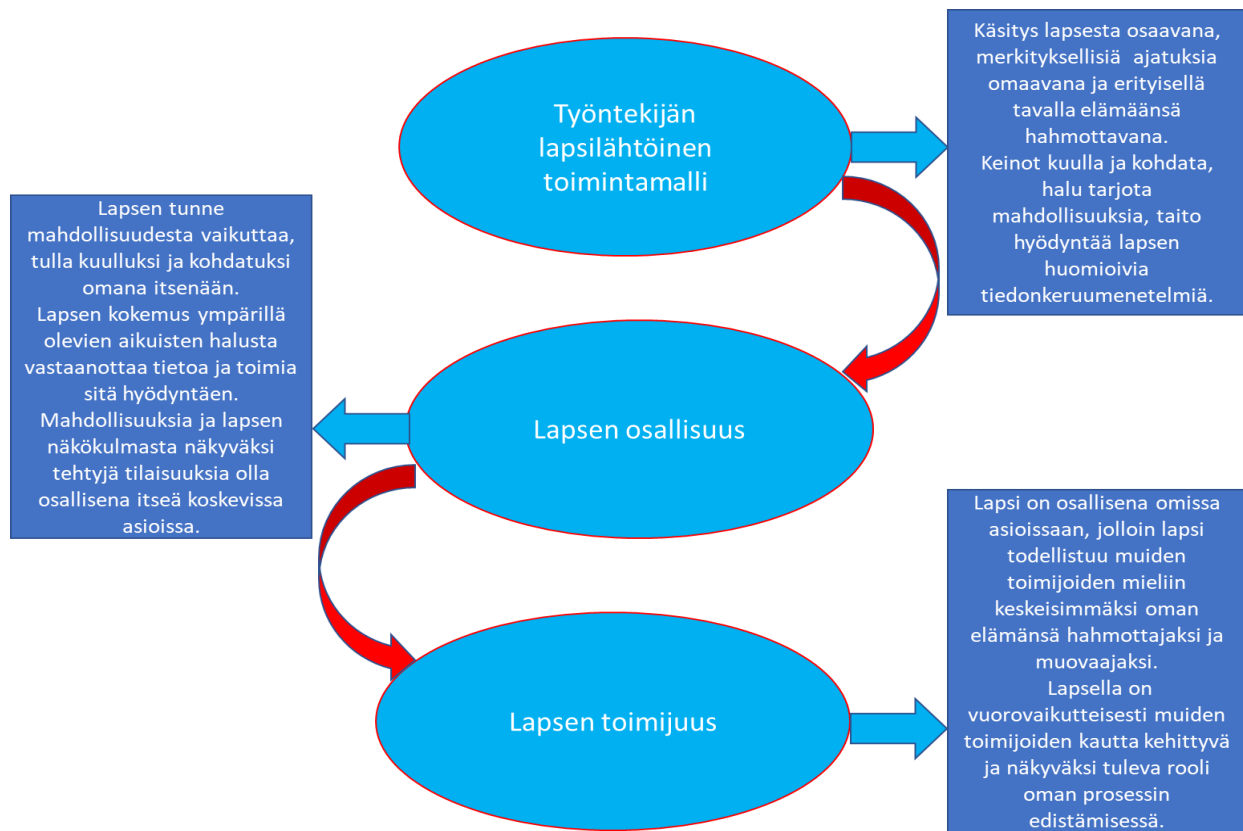 Työntekijän
lapsilähtöinen
toimintamalli
Käsitys lapsesta osaavana,
merkityksellisiä ajatuksia
omaavana ja erityisellä
tavalla elämäänsä
hahmottavana.
Keinot kuulla ja kohdata,
halu tarjota
mahdollisuuksia, taito
hyödyntää lapsen
huomioivia
tiedonkeruumenetelmiä.
Lapsen osallisuus
Lapsen tunne
mahdollisuudesta vaikuttaa,
tulla kuulluksi ja kohdatuksi
omana itsenään.
Lapsen kokemus ympärillä
olevien aikuisten halusta
vastaanottaa tietoa ja toimia
sitä hyödyntäen.
Mahdollisuuksia ja lapsen
näkökulmasta näkyväksi
tehtyjä tilaisuuksia olla
osallisena itseä koskevissa
asioissa.
Lapsen toimijuus
Lapsi on osallisena omissa
asioissaan, jolloin lapsi
todellistuu muiden
toimijoiden mieliin
keskeisimmäksi oman
elämänsä hahmottajaksi ja
muovaajaksi.
Lapsella on
vuorovaikutteisesti muiden
toimijoiden kautta kehittyvä
ja näkyväksi tuleva rooli
oman prosessin
edistämisessä.